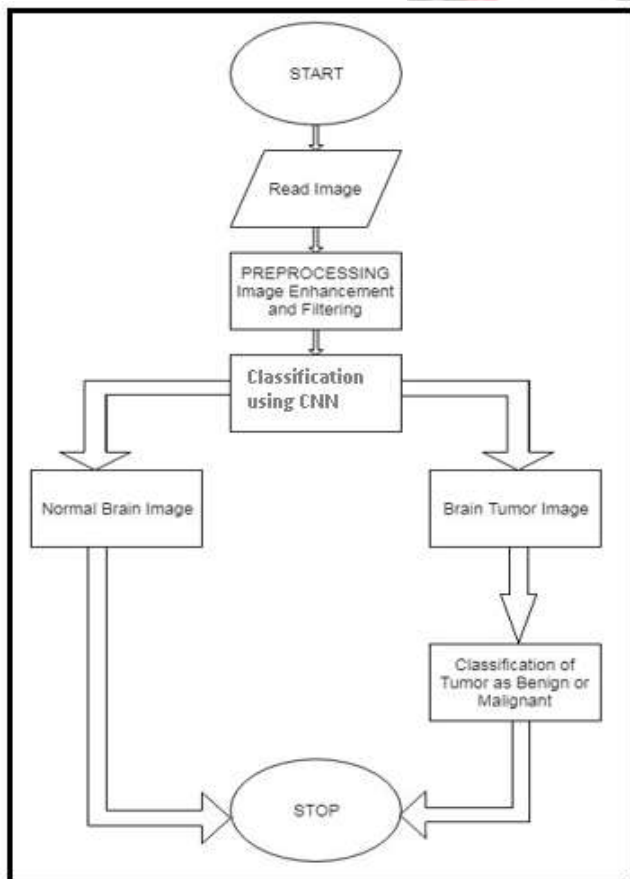 START
Read Image
PREPROCESSING
Image Enhancement
and Filtering
Classification
using CNN
Normal Brain Image
Brain Tumor Image
Classification of
Tumor as Benign or
Malignant
STOP